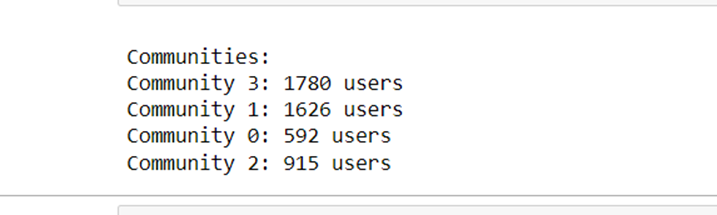 Communities:
Community 3: 1780 users
Community 1: 1626 users
Community 0: 592 users
Community 2: 915 users